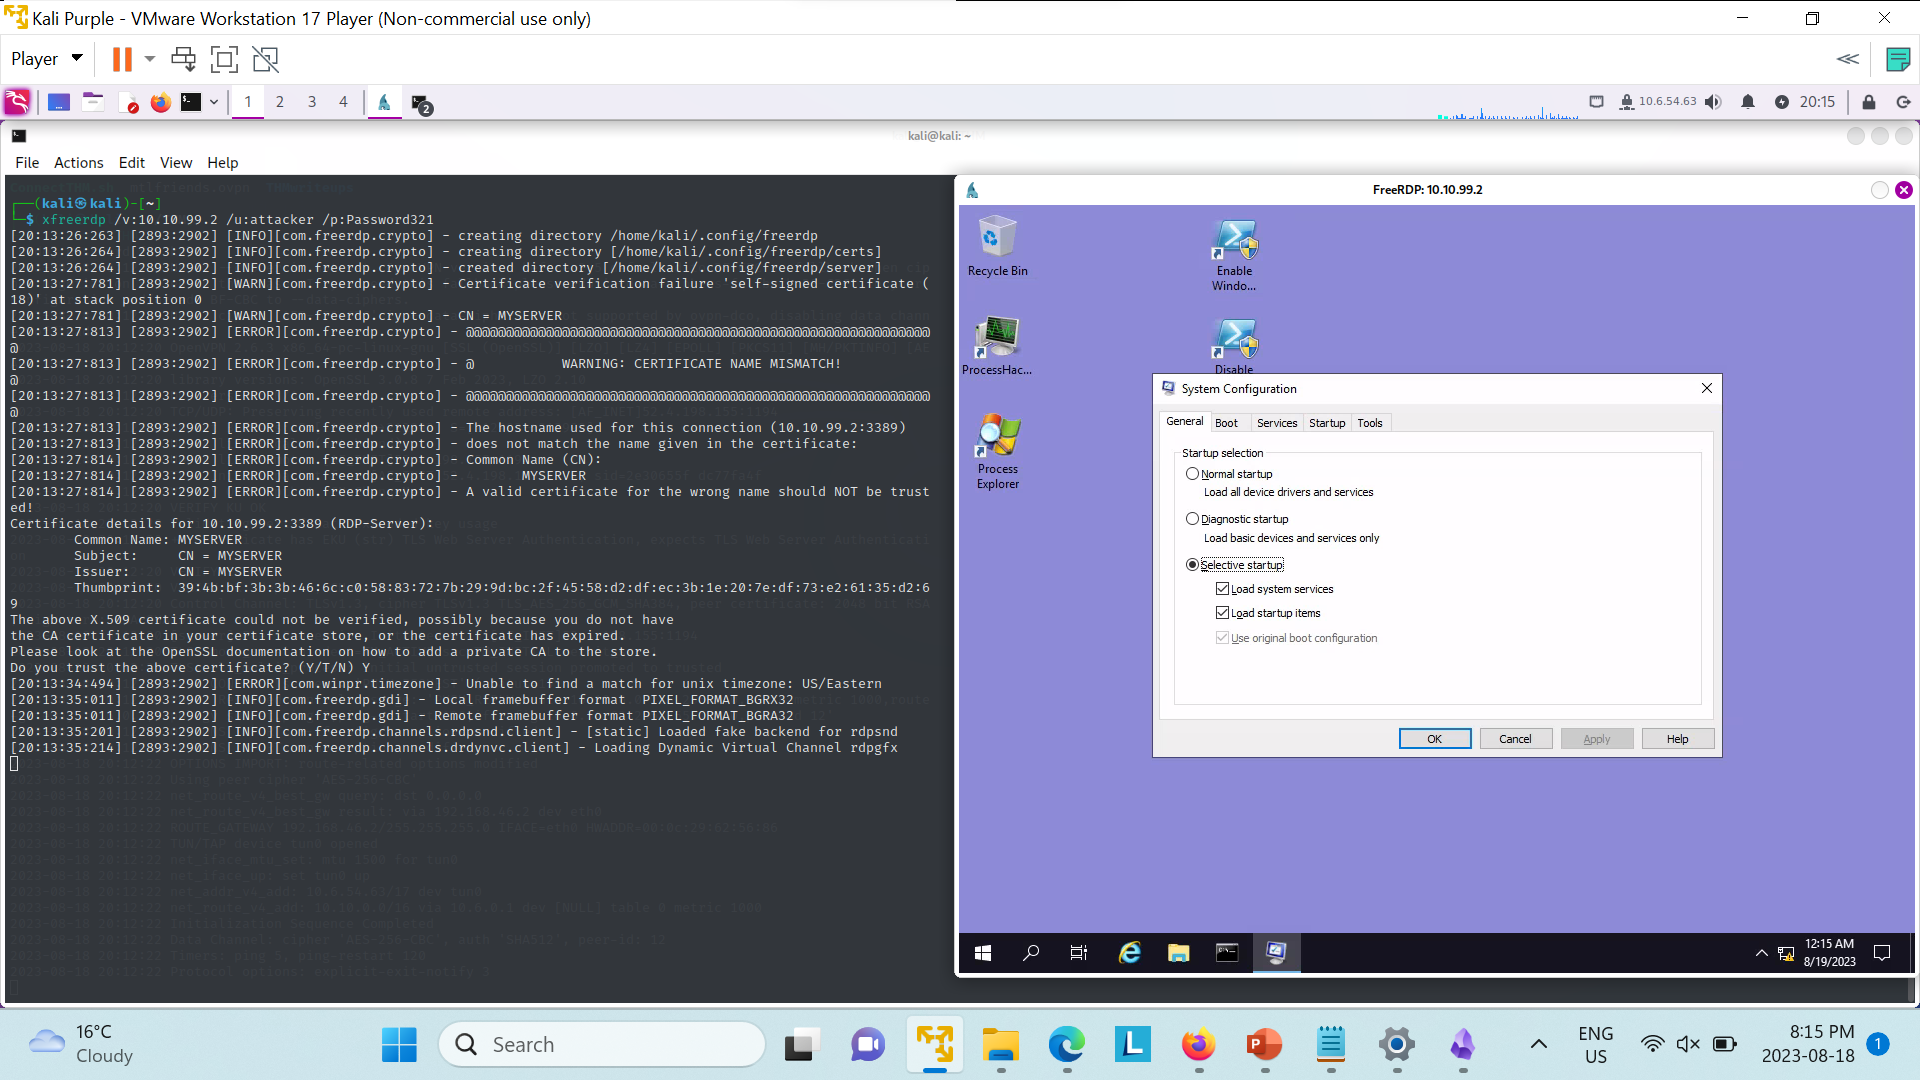 Kali Purple - VMware Workstation 17 Player (Non-commercial use only)
Player
1 2 3 4
2
10.6.54.63
20:15
kali@kali: ~
File Actions Edit View Help
┌──(kali㉿kali)-[~]
└─$ xfreerdp /v:10.10.99.2 /u:attacker /p:Password321
[20:13:26:263] [2893:2902] [INFO][com.freerdp.crypto] - creating directory /home/kali/.config/freerdp
[20:13:26:264] [2893:2902] [INFO][com.freerdp.crypto] - creating directory [/home/kali/.config/freerdp/certs]
[20:13:26:264] [2893:2902] [INFO][com.freerdp.crypto] - created directory [/home/kali/.config/freerdp/server]
[20:13:27:781] [2893:2902] [WARN][com.freerdp.crypto] - Certificate verification failure 'self-signed certificate (
18)' at stack position 0
[20:13:27:781] [2893:2902] [WARN][com.freerdp.crypto] - CN = MYSERVER
[20:13:27:813] [2893:2902] [ERROR][com.freerdp.crypto] - @@@@@@@@@@@@@@@@@@@@@@@@@@@@@@@@@@@@@@@@@@@@@@@@@@@@@@@@@@
@
[20:13:27:813] [2893:2902] [ERROR][com.freerdp.crypto] - @           WARNING: CERTIFICATE NAME MISMATCH!
@
[20:13:27:813] [2893:2902] [ERROR][com.freerdp.crypto] - @@@@@@@@@@@@@@@@@@@@@@@@@@@@@@@@@@@@@@@@@@@@@@@@@@@@@@@@@@
@
[20:13:27:813] [2893:2902] [ERROR][com.freerdp.crypto] - The hostname used for this connection (10.10.99.2:3389)
[20:13:27:813] [2893:2902] [ERROR][com.freerdp.crypto] - does not match the name given in the certificate:
[20:13:27:814] [2893:2902] [ERROR][com.freerdp.crypto] - Common Name (CN):
[20:13:27:814] [2893:2902] [ERROR][com.freerdp.crypto] -        MYSERVER
[20:13:27:814] [2893:2902] [ERROR][com.freerdp.crypto] - A valid certificate for the wrong name should NOT be trust
ed!
Certificate details for 10.10.99.2:3389 (RDP-Server):
Common Name: MYSERVER
Subject:     CN = MYSERVER
Issuer:      CN = MYSERVER
Thumbprint:  39:4b:bf:3b:3b:46:6c:c0:58:83:72:7b:29:9d:bc:2f:45:58:d2:df:ec:3b:1e:20:7e:df:73:e2:61:35:d2:6
9
The above X.509 certificate could not be verified, possibly because you do not have
the CA certificate in your certificate store, or the certificate has expired.
Please look at the OpenSSL documentation on how to add a private CA to the store.
Do you trust the above certificate? (Y/T/N) Y
[20:13:34:494] [2893:2902] [ERROR][com.winpr.timezone] - Unable to find a match for unix timezone: US/Eastern
[20:13:35:011] [2893:2902] [INFO][com.freerdp.gdi] - Local framebuffer format  PIXEL_FORMAT_BGRX32
[20:13:35:011] [2893:2902] [INFO][com.freerdp.gdi] - Remote framebuffer format PIXEL_FORMAT_BGRA32
[20:13:35:201] [2893:2902] [INFO][com.freerdp.channels.rdpsnd.client] - [static] Loaded fake backend for rdpsnd
[20:13:35:214] [2893:2902] [INFO][com.freerdp.channels.drdynvc.client] - Loading Dynamic Virtual Channel rdpgfx
FreeRDP: 10.10.99.2
Recycle Bin
Enable
Windo...
ProcessHac...
Disable
Process
Explorer
System Configuration
General Boot Services Startup Tools
Startup selection
Normal startup
Load all device drivers and services
Diagnostic startup
Load basic devices and services only
Selective startup
Load system services
Load startup items
Use original boot configuration
OK Cancel Apply Help
12:15 AM
8/19/2023
16°C
Cloudy
Search
L
P
ENG
US
8:15 PM
2023-08-18
1